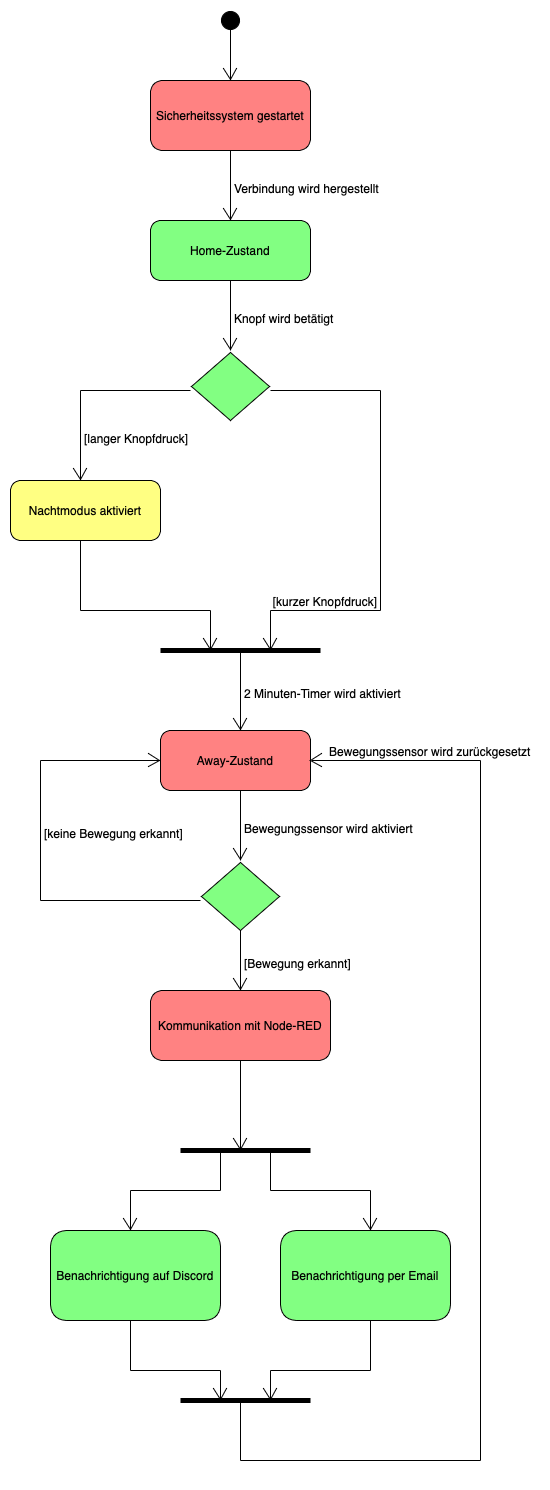 Sicherheitssystem gestartet
Verbindung wird hergestellt
Home-Zustand
Knopf wird betätigt
[langer Knopfdruck]
Nachtmodus aktiviert
[kurzer Knopfdruck]
2 Minuten-Timer wird aktiviert
Bewegungssensor wird zurückgesetzt
Away-Zustand
Bewegungssensor wird aktiviert
[keine Bewegung erkannt]
[Bewegung erkannt]
Kommunikation mit Node-RED
Benachrichtigung auf Discord
Benachrichtigung per Email